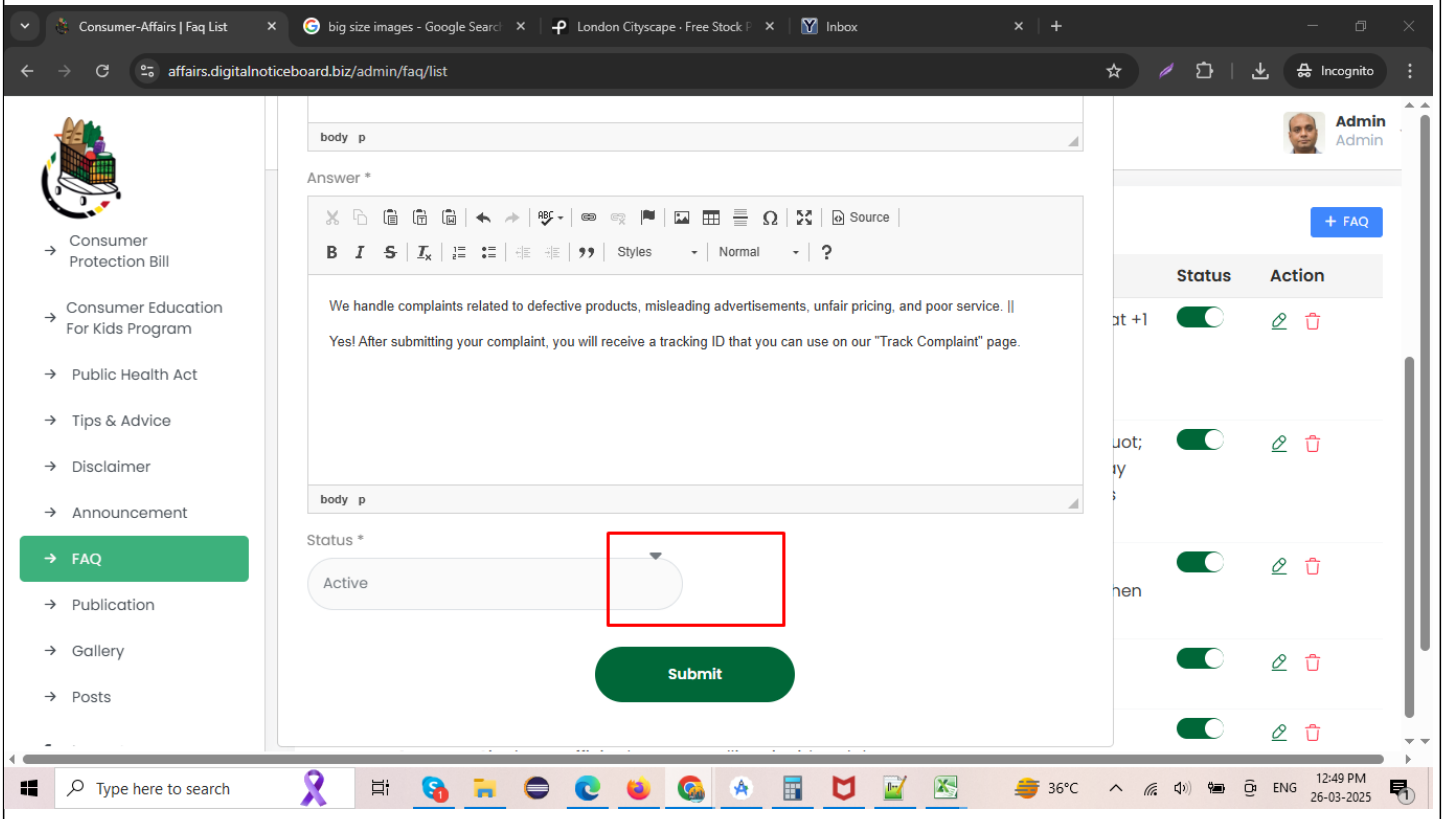 Consumer-Affairs | Faq List
big size images - Google Search
London Cityscape · Free Stock P
Inbox
affairs.digitalnoticeboard.biz/admin/faq/list
Incognito
Admin
Admin
body p
Answer *
Source
Styles
Normal
We handle complaints related to defective products, misleading advertisements, unfair pricing, and poor service. ||
Yes! After submitting your complaint, you will receive a tracking ID that you can use on our "Track Complaint" page.
body p
Status *
Active
Submit
Consumer
Protection Bill
Consumer Education
For Kids Program
Public Health Act
Tips & Advice
Disclaimer
Announcement
FAQ
Publication
Gallery
Posts
+ FAQ
Status Action
at +1
uot;
ay
s
hen
Type here to search
36°C
ENG
12:49 PM
26-03-2025
1